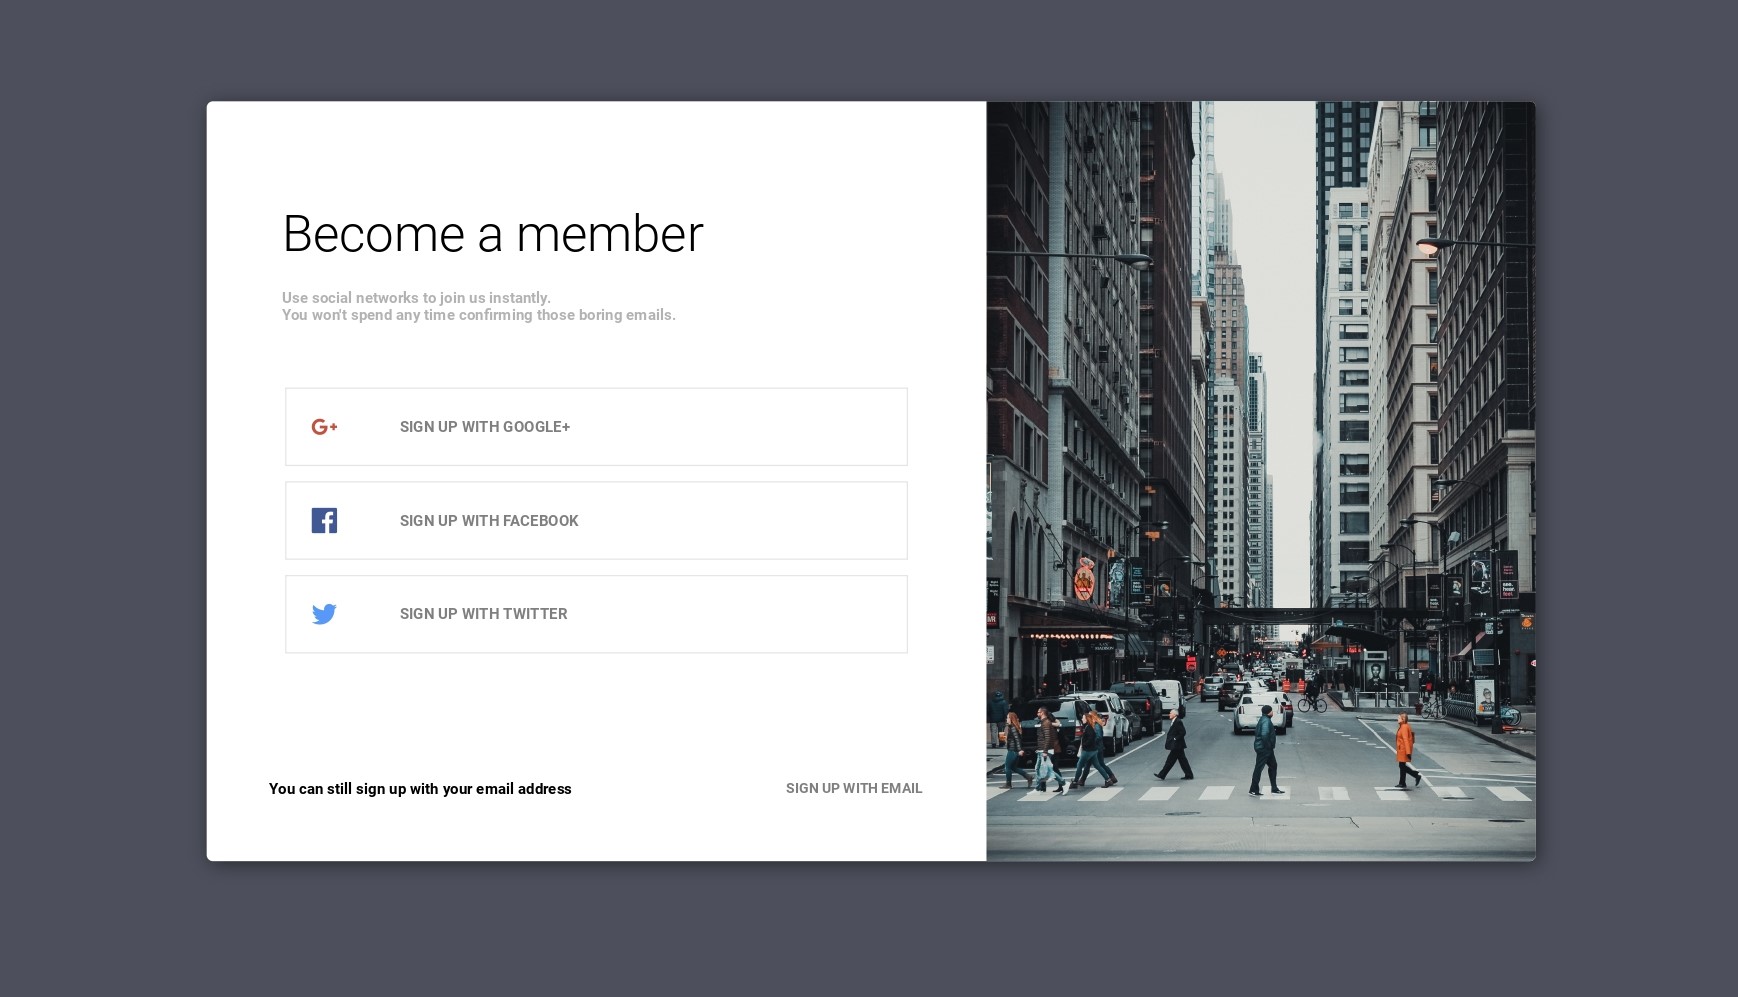 Become a member
Use social networks to join us instantly.
You won't spend any time confirming those boring emails.
SIGN UP WITH GOOGLE+
SIGN UP WITH FACEBOOK
SIGN UP WITH TWITTER
You can still sign up with your email address
SIGN UP WITH EMAIL